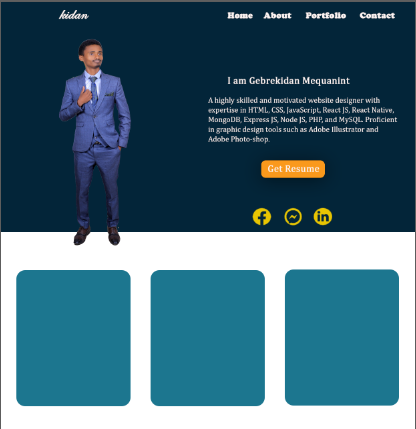 kidan
Home About Portfolio Contact
I am Gebrekidan Mequanint
A highly skilled and motivated website designer with
expertise in HTML, CSS, JavaScript, React JS, React Native,
MongoDB, Express JS, Node JS, PHP, and MySQL. Proficient
in graphic design tools such as Adobe Illustrator and
Adobe Photo-shop.
Get Resume